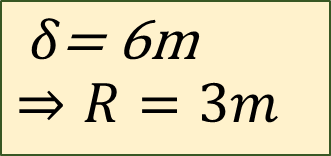 δ = 6m
⇒ R = 3m